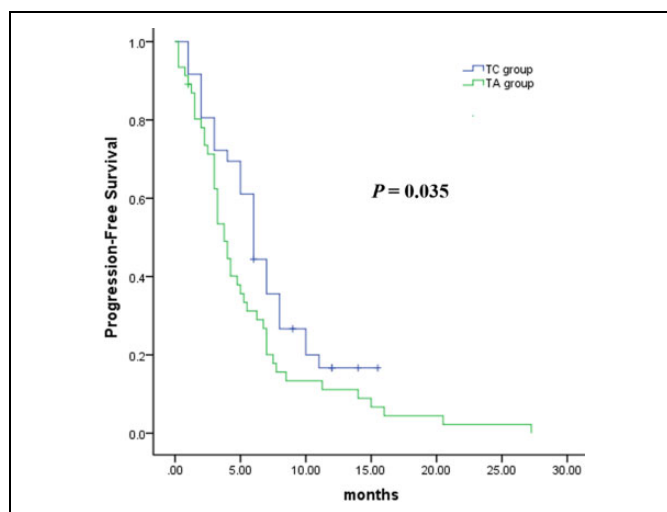 1.0
0.8
0.6
0.4
0.2
0.0
Progression-Free Survival
TC group
TA group
P = 0.035
.00 5.00 10.00 15.00 20.00 25.00 30.00
months